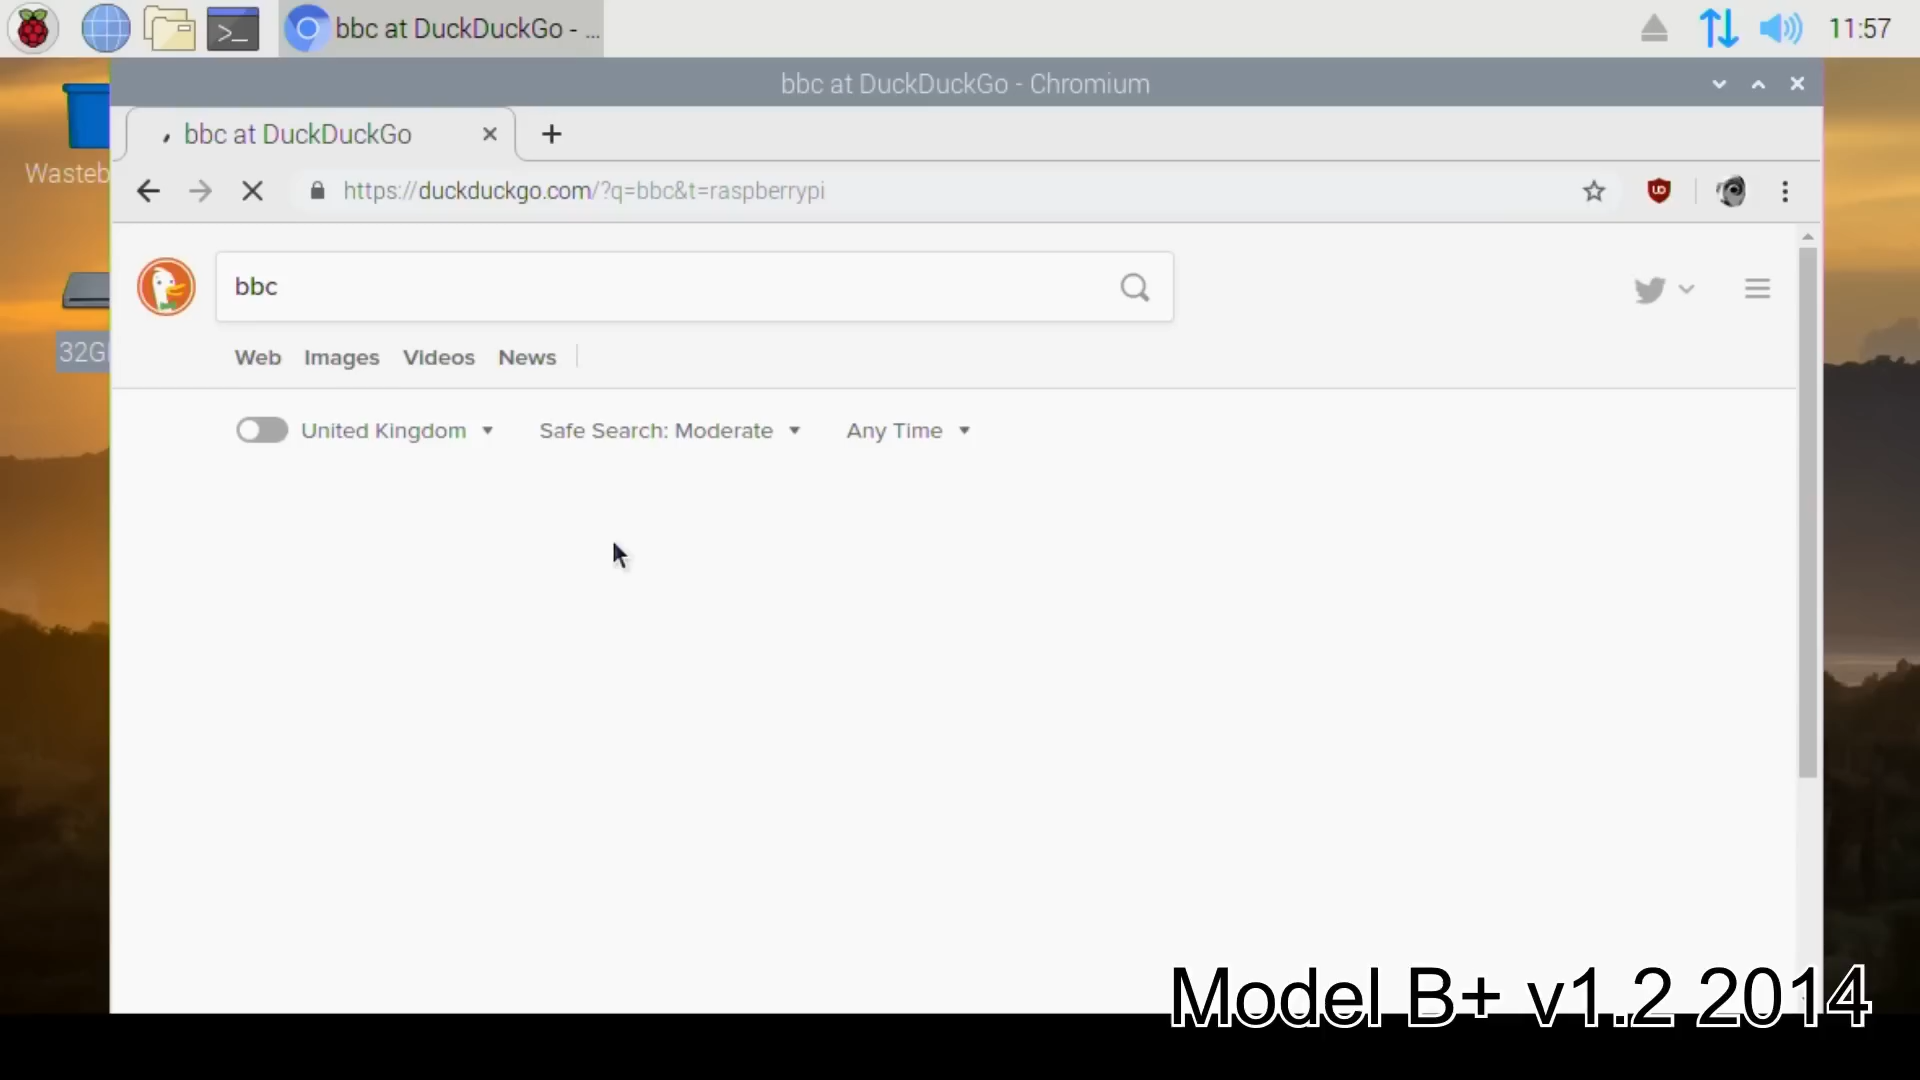 bbc at DuckDuckGo - ...
11:57
bbc at DuckDuckGo - Chromium
bbc at DuckDuckGo
Wasteb
https://duckduckgo.com/?q=bbc&t=raspberrypi
bbc
32G
Web Images Videos News
United Kingdom Safe Search: Moderate Any Time
Model B+ v1.2 2014